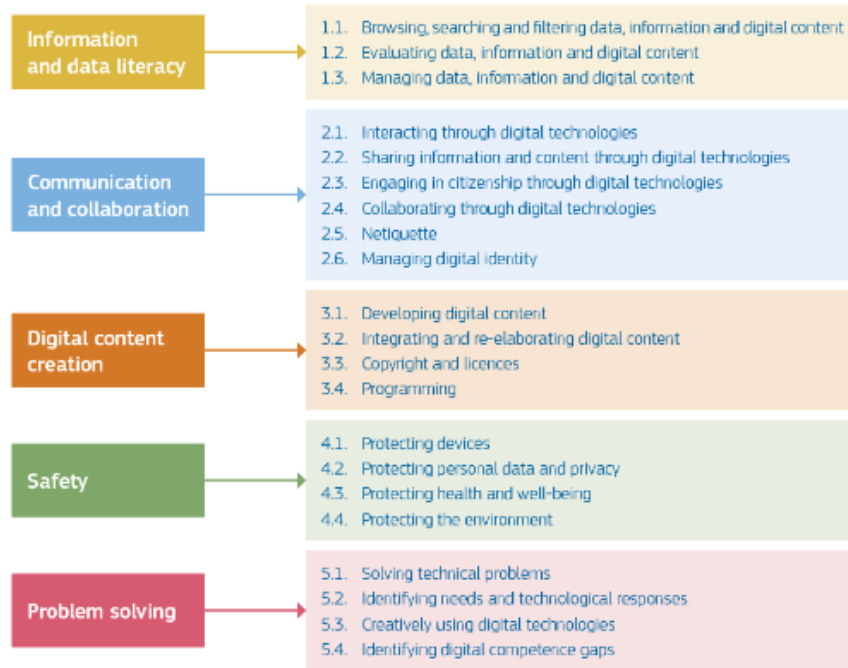 Information
and data literacy
1.1. Browsing, searching and filtering data, information and digital content
1.2. Evaluating data, information and digital content
1.3. Managing data, information and digital content
Communication
and collaboration
2.1. Interacting through digital technologies
2.2. Sharing information and content through digital technologies
2.3. Engaging in citizenship through digital technologies
2.4. Collaborating through digital technologies
2.5. Netiquette
2.6. Managing digital identity
Digital content
creation
3.1. Developing digital content
3.2. Integrating and re-elaborating digital content
3.3. Copyright and licences
3.4. Programming
Safety
4.1. Protecting devices
4.2. Protecting personal data and privacy
4.3. Protecting health and well-being
4.4. Protecting the environment
Problem solving
5.1. Solving technical problems
5.2. Identifying needs and technological responses
5.3. Creatively using digital technologies
5.4. Identifying digital competence gaps